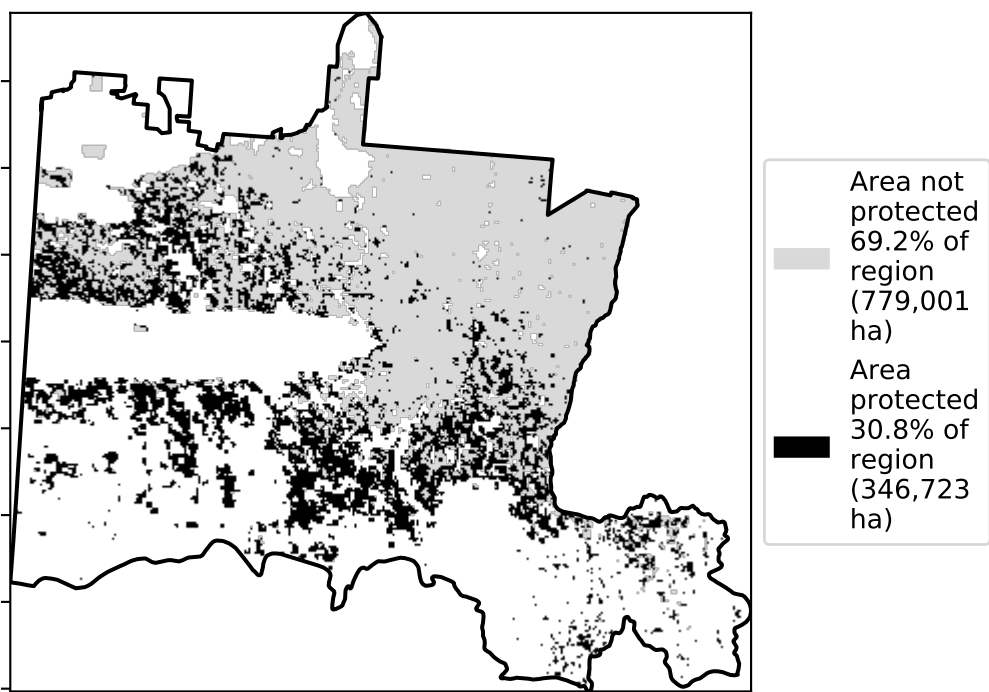 Area not
protected
69.2% of
region
(779,001
ha)
Area
protected
30.8% of
region
(346,723
ha)